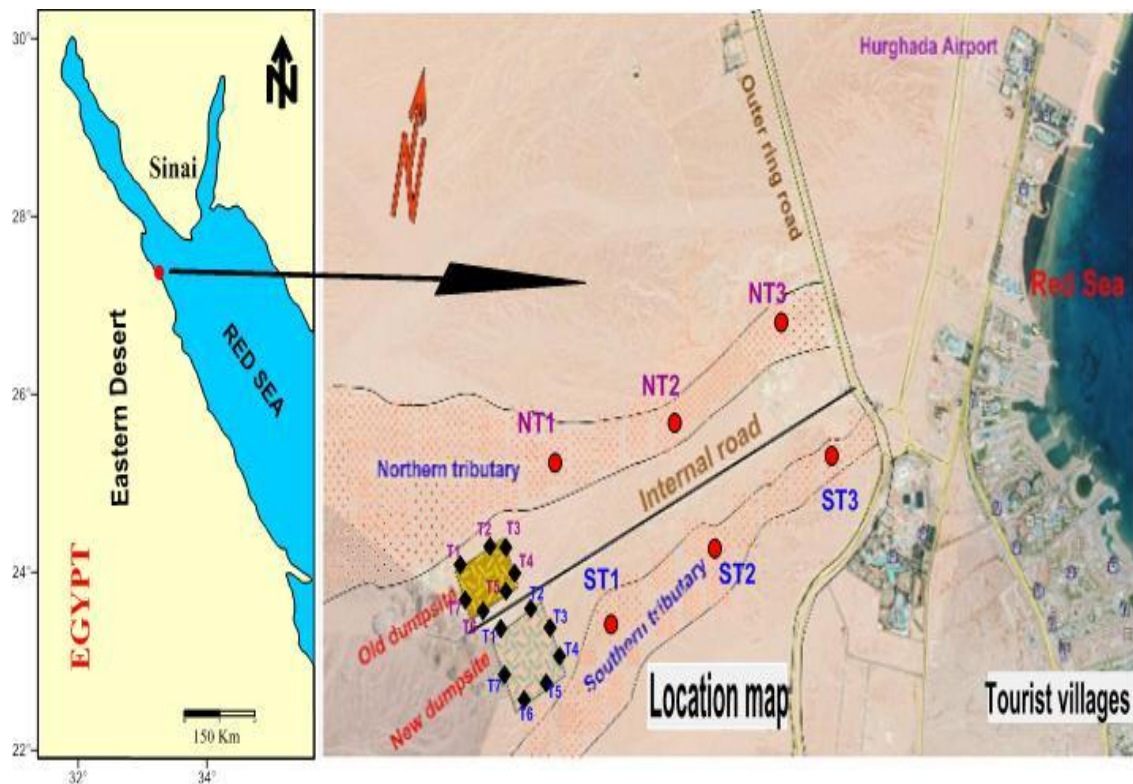 30°
28°
26°
24°
22°
32°
34°
N
Sinai
RED SEA
Eastern Desert
EGYPT
150 Km
N
Hurghada Airport
Outer ring road
Red Sea
NT3
NT2
NT1
Northern tributary
Internal road
ST3
ST2
ST1
Southern tributary
T1
T2
T3
T4
T5
T6
T7
Old dumpsite
T1
T2
T3
T4
T5
T6
T7
New dumpsite
Location map
Tourist villages